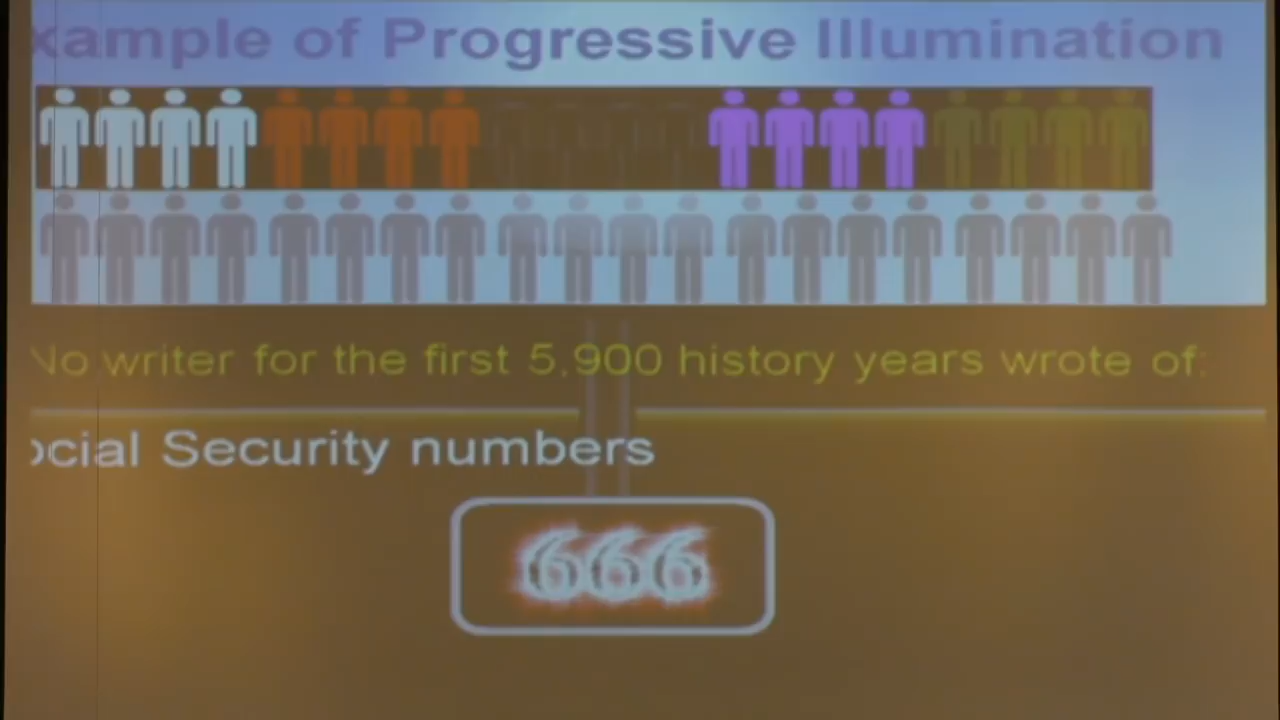 xample of Progressive Illumination
No writer for the first 5,900 history years wrote of:
ocial Security numbers
666